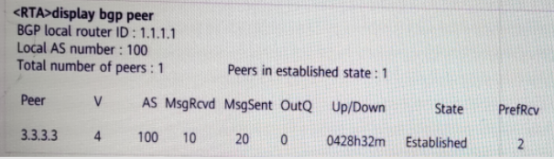 <RTA>display bgp peer
BGP local router ID : 1.1.1.1
Local AS number : 100
Total number of peers : 1 Peers in established state : 1
Peer V AS MsgRcvd MsgSent OutQ Up/Down State PrefRcv
3.3.3.3 4 100 10 20 0 0428h32m Established 2